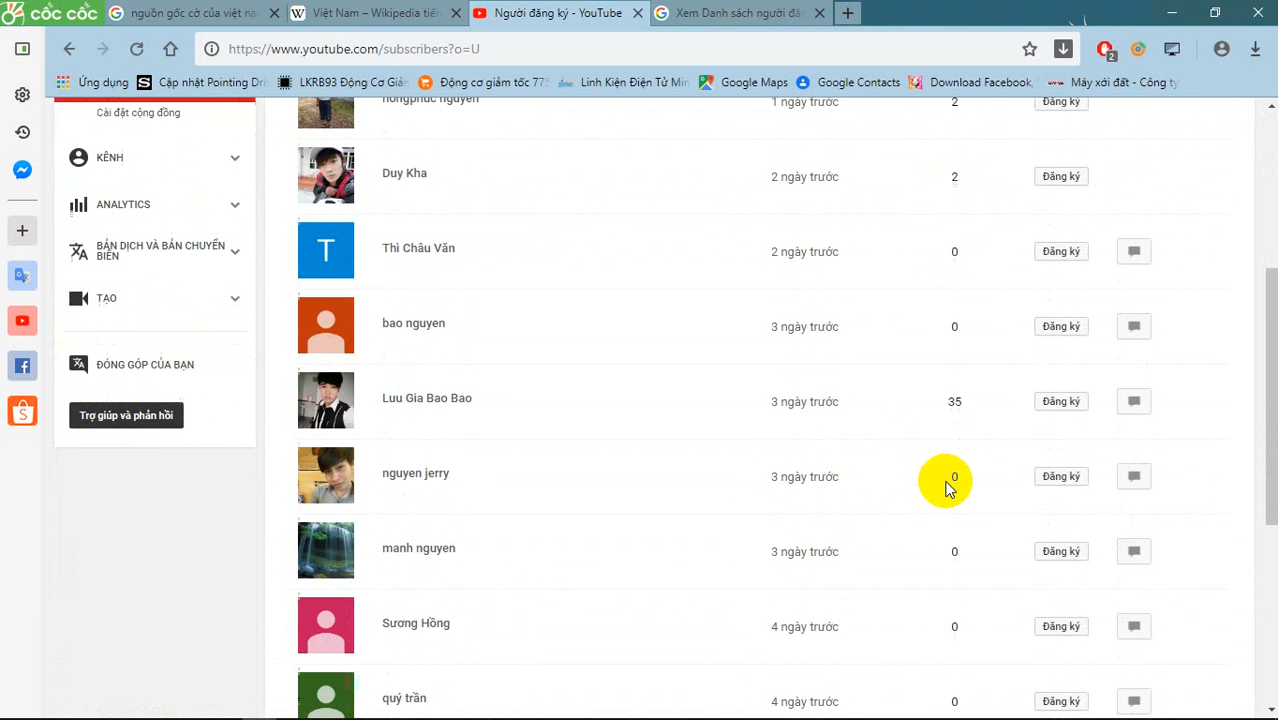 cốc cốc
nguồn gốc cờ của việt nam
Việt Nam – Wikipedia tiến
Người đăng ký - YouTube
Xem Danh sách người đă
https://www.youtube.com/subscribers?o=U
2
Ứng dụng
Cập nhật Pointing Dri
LKRB93 Động Cơ Giản
Động cơ giảm tốc 775
Linh Kiện Điện Tử Min
Google Maps
Google Contacts
Download Facebook,
Máy xới đất - Công ty
Cài đặt cộng đồng
KÊNH
ANALYTICS
BẢN DỊCH VÀ BẢN CHUYỂN
BIÊN
TẠO
ĐÓNG GÓP CỦA BẠN
Trợ giúp và phản hồi
hongphuc nguyen 1 ngày trước 2 Đăng ký
Duy Kha 2 ngày trước 2 Đăng ký
T Thì Châu Văn 2 ngày trước 0 Đăng ký
bao nguyen 3 ngày trước 0 Đăng ký
Luu Gia Bao Bao 3 ngày trước 35 Đăng ký
nguyen jerry 3 ngày trước 0 Đăng ký
manh nguyen 3 ngày trước 0 Đăng ký
Sương Hồng 4 ngày trước 0 Đăng ký
quý trần 4 ngày trước 0 Đăng ký